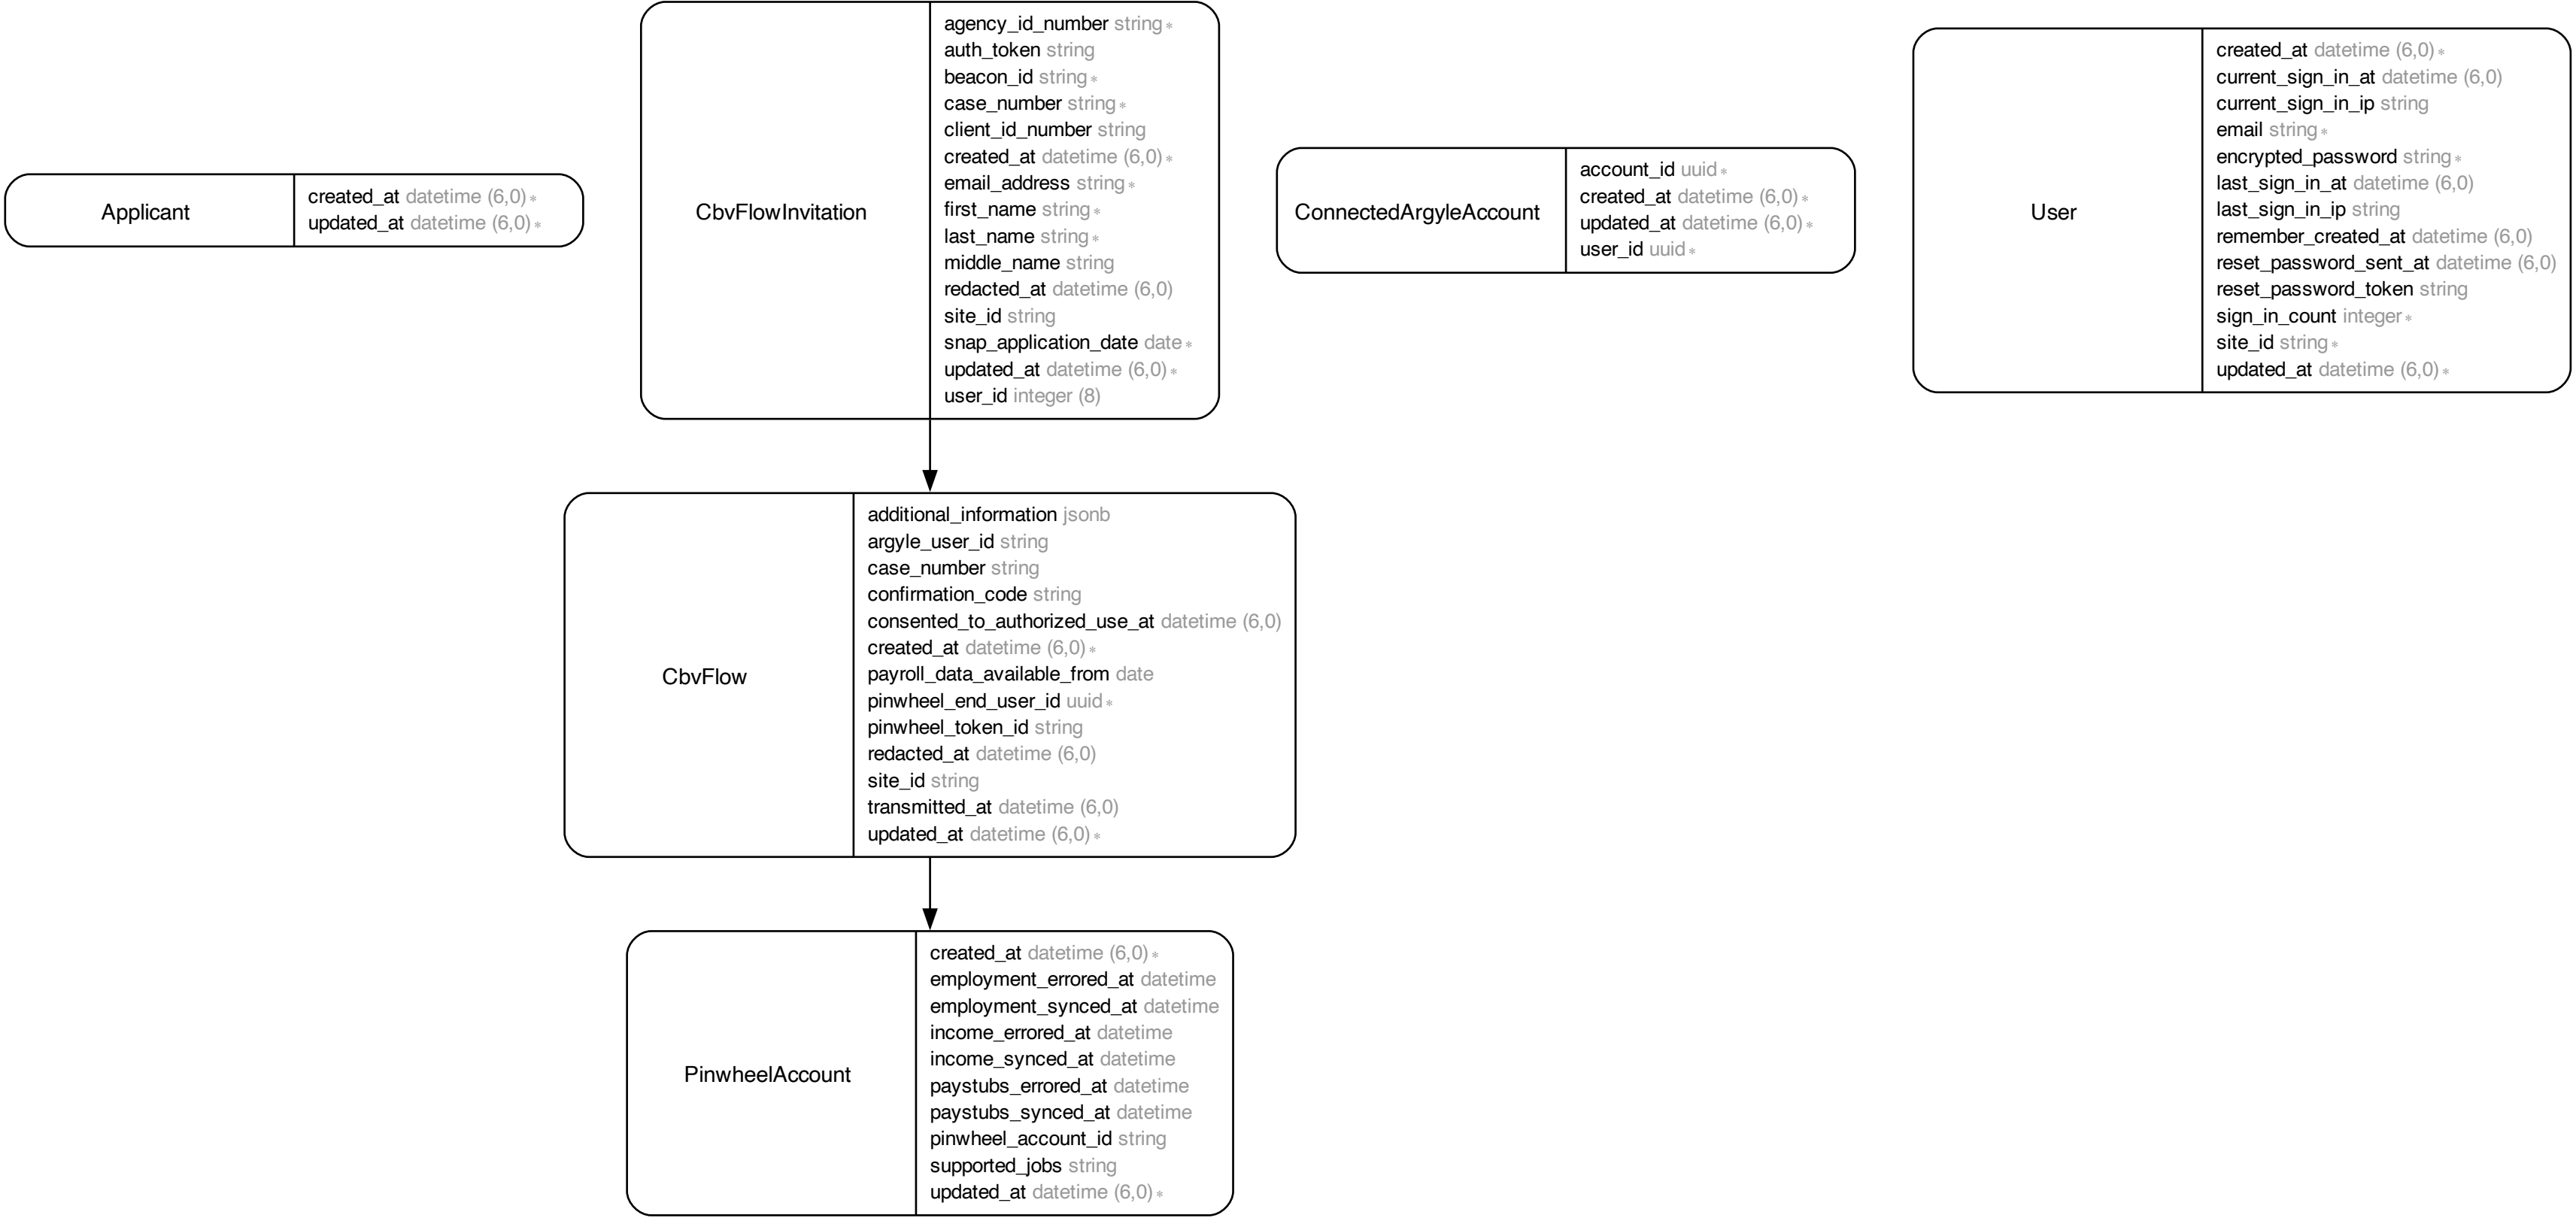 Applicant
created_at datetime (6,0) *
updated_at datetime (6,0) *
CbvFlowInvitation
agency_id_number string *
auth_token string
beacon_id string *
case_number string *
client_id_number string
created_at datetime (6,0) *
email_address string *
first_name string *
last_name string *
middle_name string
redacted_at datetime (6,0)
site_id string
snap_application_date date *
updated_at datetime (6,0) *
user_id integer (8)
ConnectedArgyleAccount
account_id uuid *
created_at datetime (6,0) *
updated_at datetime (6,0) *
user_id uuid *
User
created_at datetime (6,0) *
current_sign_in_at datetime (6,0)
current_sign_in_ip string
email string *
encrypted_password string *
last_sign_in_at datetime (6,0)
last_sign_in_ip string
remember_created_at datetime (6,0)
reset_password_sent_at datetime (6,0)
reset_password_token string
sign_in_count integer *
site_id string *
updated_at datetime (6,0) *
CbvFlow
additional_information jsonb
argyle_user_id string
case_number string
confirmation_code string
consented_to_authorized_use_at datetime (6,0)
created_at datetime (6,0) *
payroll_data_available_from date
pinwheel_end_user_id uuid *
pinwheel_token_id string
redacted_at datetime (6,0)
site_id string
transmitted_at datetime (6,0)
updated_at datetime (6,0) *
PinwheelAccount
created_at datetime (6,0) *
employment_errored_at datetime
employment_synced_at datetime
income_errored_at datetime
income_synced_at datetime
paystubs_errored_at datetime
paystubs_synced_at datetime
pinwheel_account_id string
supported_jobs string
updated_at datetime (6,0) *